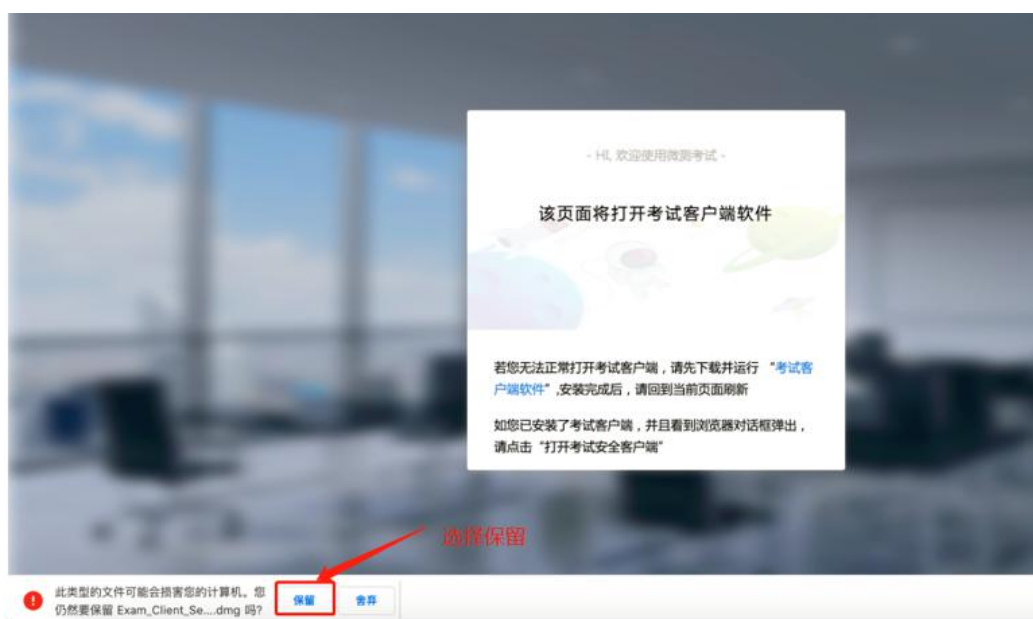 - HI, 欢迎使用微测考试 -
该页面将打开考试客户端软件
若您无法正常打开考试客户端，请先下载并运行 “考试客
户端软件” ,安装完成后，请回到当前页面刷新
如您已安装了考试客户端，并且看到浏览器对话框弹出，
请点击 “打开考试安全客户端”
选择保留
此类型的文件可能会损害您的计算机。您
仍然要保留 Exam_Client_Se....dmg 吗?
保留
舍弃